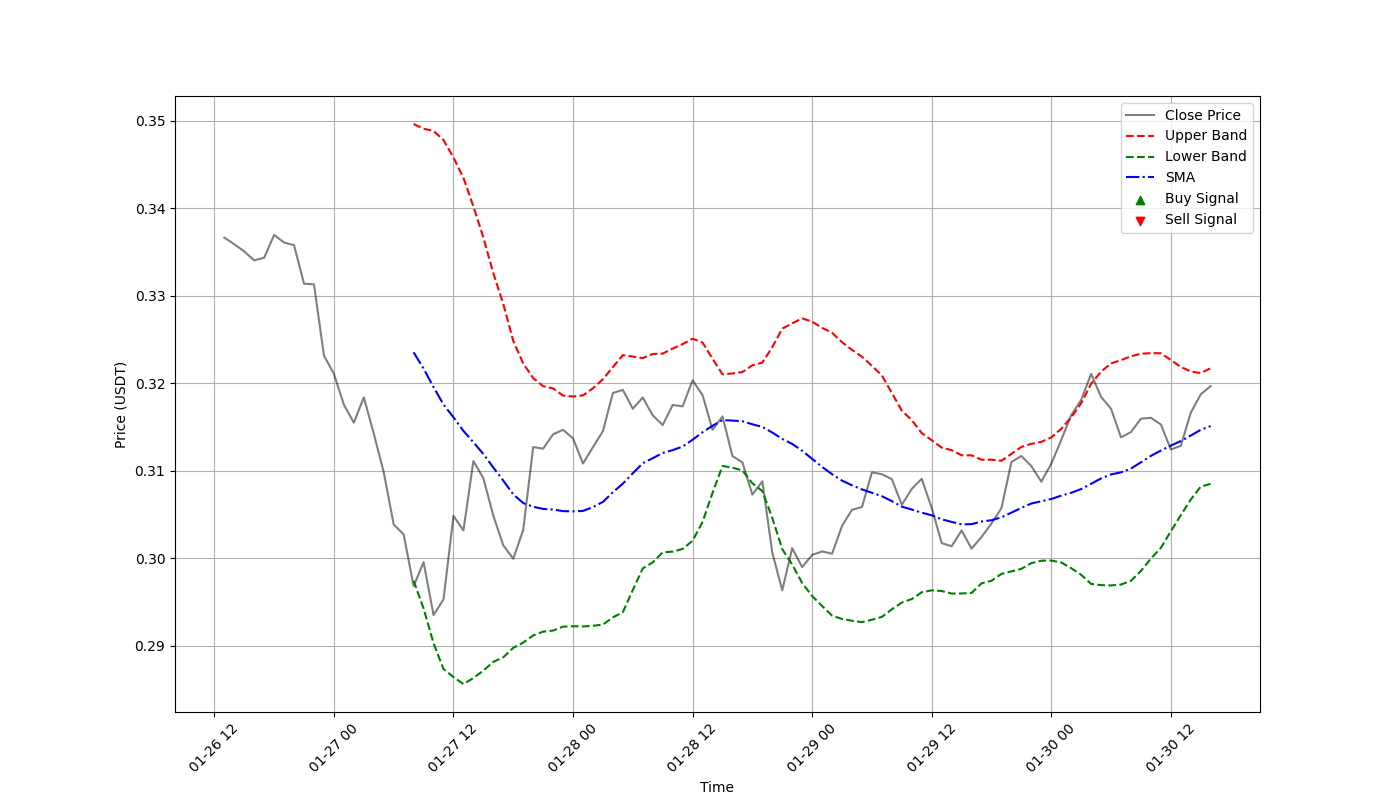 Close Price
Upper Band
Lower Band
SMA
Buy Signal
Sell Signal
0.35
0.34
0.33
0.32
0.31
0.30
0.29
Price (USDT)
01-26 12
01-27 00
01-27 12
01-28 00
01-28 12
01-29 00
01-29 12
01-30 00
01-30 12
Time